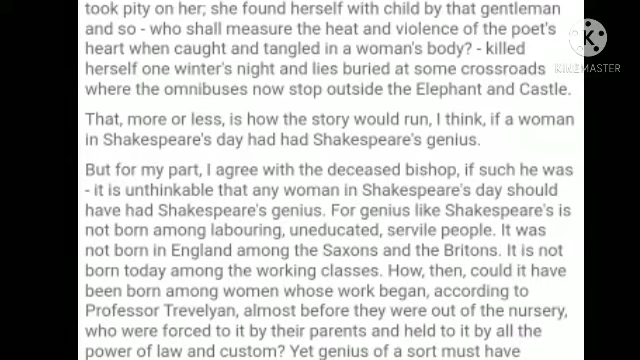 took pity on her; she found herself with child by that gentleman
and so - who shall measure the heat and violence of the poet's
heart when caught and tangled in a woman's body? - killed
herself one winter's night and lies buried at some crossroads
where the omnibuses now stop outside the Elephant and Castle.
That, more or less, is how the story would run, I think, if a woman
in Shakespeare's day had had Shakespeare's genius.
But for my part, I agree with the deceased bishop, if such he was
- it is unthinkable that any woman in Shakespeare's day should
have had Shakespeare's genius. For genius like Shakespeare's is
not born among labouring, uneducated, servile people. It was
not born in England among the Saxons and the Britons. It is not
born today among the working classes. How, then, could it have
been born among women whose work began, according to
Professor Trevelyan, almost before they were out of the nursery,
who were forced to it by their parents and held to it by all the
power of law and custom? Yet genius of a sort must have
KINEMASTER